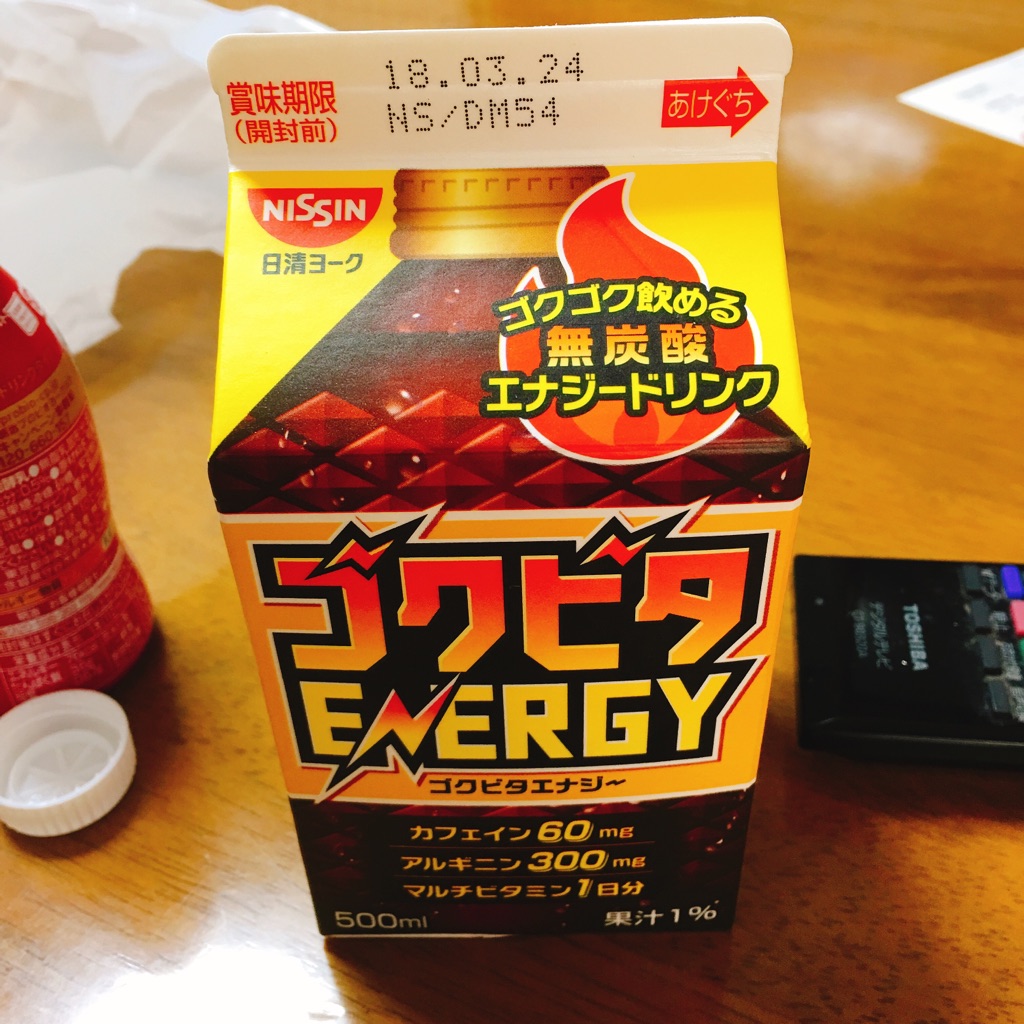 賞味期限
(開封前)
18.03.24
NS/DM54
あけぐち
NISSIN
日清ヨーク
ゴクゴク飲める
無炭酸
エナジードリンク
ゴクビタ
ENERGY
ゴクビタエナジ〜
カフェイン60mg
アルギニン300mg
マルチビタミン1日分
500ml
果汁1%
TOSHIBA